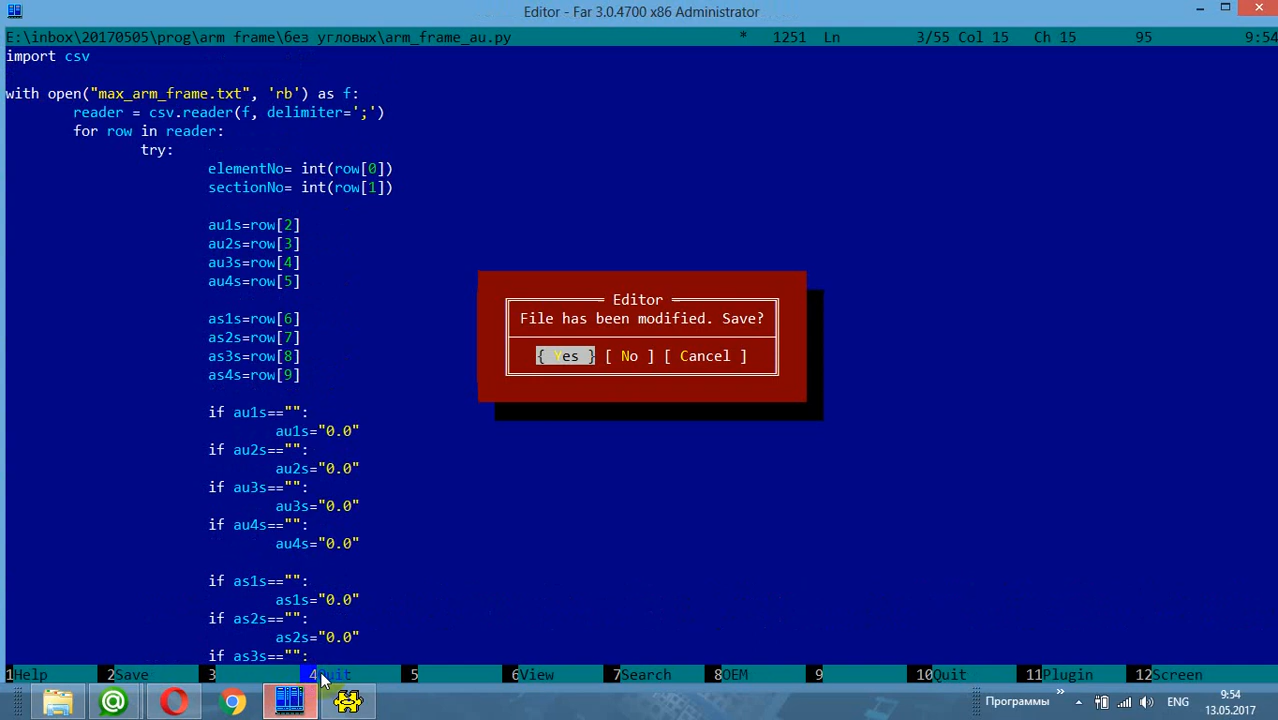 Editor - Far 3.0.4700 x86 Administrator
E:\inbox\20170505\prog\arm frame\без угловых\arm_frame_au.py * 1251 Ln 3/55 Col 15 Ch 15 95 9:54
import csv
with open("max_arm_frame.txt", 'rb') as f:
reader = csv.reader(f, delimiter=';')
for row in reader:
try:
elementNo= int(row[0])
sectionNo= int(row[1])
au1s=row[2]
au2s=row[3]
au3s=row[4]
au4s=row[5]
as1s=row[6]
as2s=row[7]
as3s=row[8]
as4s=row[9]
if au1s=="":
au1s="0.0"
if au2s=="":
au2s="0.0"
if au3s=="":
au3s="0.0"
if au4s=="":
au4s="0.0"
if as1s=="":
as1s="0.0"
if as2s=="":
as2s="0.0"
if as3s=="":
Editor
File has been modified. Save?
{ Yes } [ No ] [ Cancel ]
1Help 2Save 3 4Quit 5 6View 7Search 8OEM 9 10Quit 11Plugin 12Screen
Программы » ENG 9:54
13.05.2017